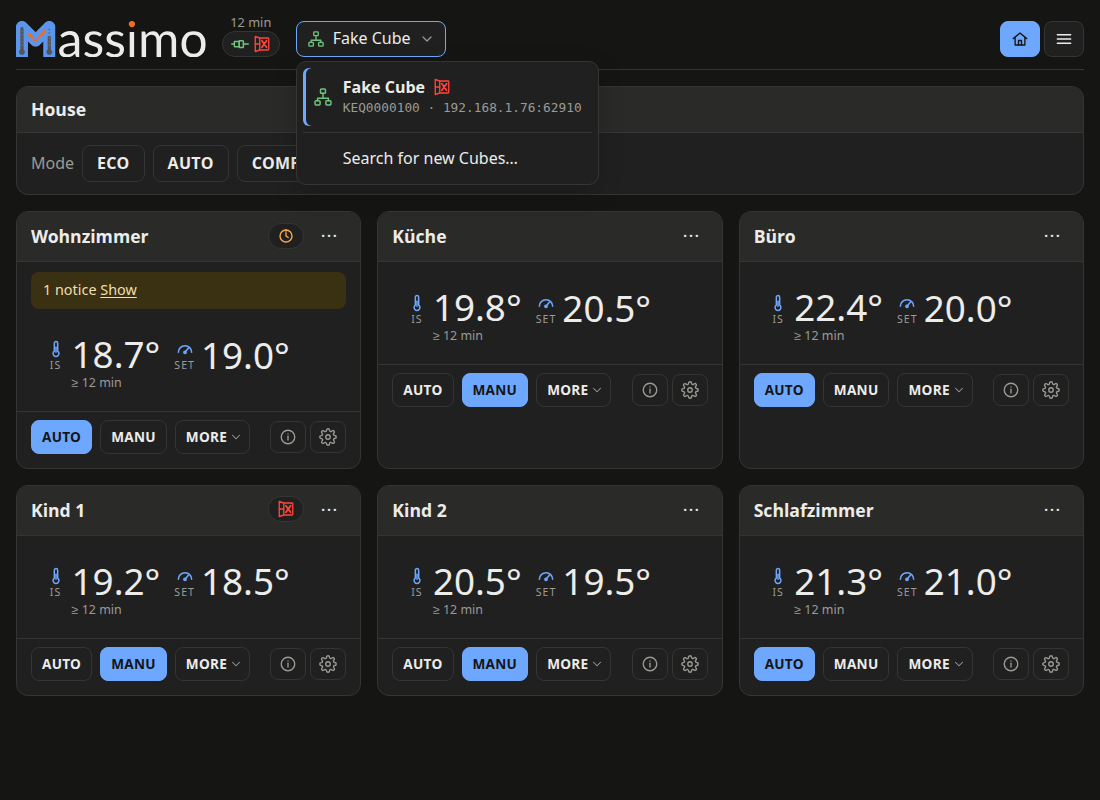 Massimo
12 min
Fake Cube
Fake Cube
KEQ0000100 · 192.168.1.76:62910
Search for new Cubes...
House
Mode ECO AUTO COMF
Wohnzimmer
1 notice Show
IS 18.7° SET 19.0°
≥ 12 min
AUTO MANU MORE
Küche
IS 19.8° SET 20.5°
≥ 12 min
AUTO MANU MORE
Büro
IS 22.4° SET 20.0°
≥ 12 min
AUTO MANU MORE
Kind 1
IS 19.2° SET 18.5°
≥ 12 min
AUTO MANU MORE
Kind 2
IS 20.5° SET 19.5°
≥ 12 min
AUTO MANU MORE
Schlafzimmer
IS 21.3° SET 21.0°
≥ 12 min
AUTO MANU MORE